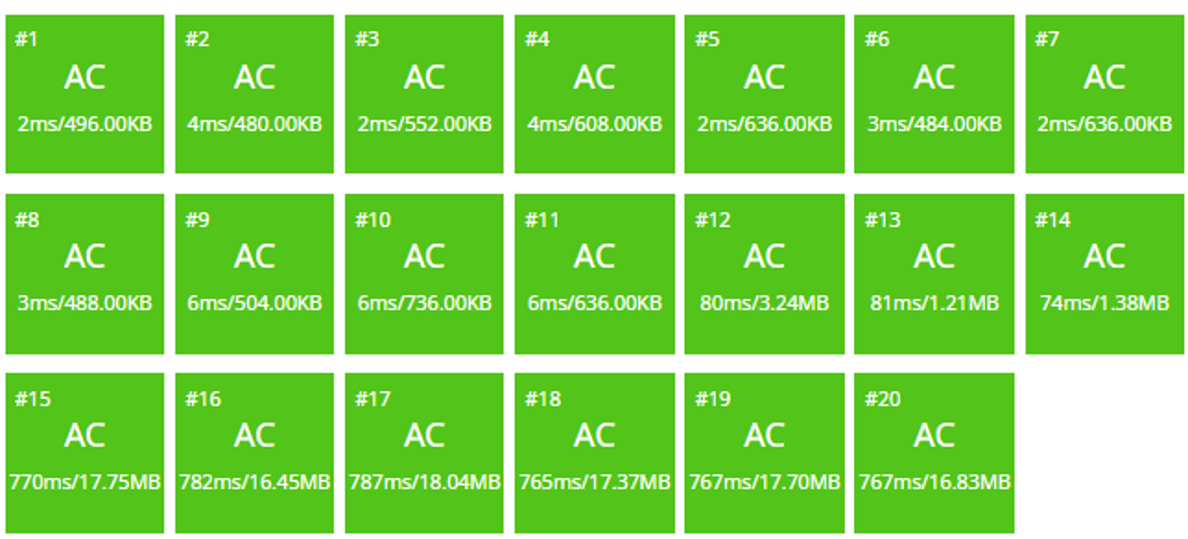 #1 #2 #3 #4 #5 #6 #7
AC AC AC AC AC AC AC
2ms/496.00KB 4ms/480.00KB 2ms/552.00KB 4ms/608.00KB 2ms/636.00KB 3ms/484.00KB 2ms/636.00KB
#8 #9 #10 #11 #12 #13 #14
AC AC AC AC AC AC AC
3ms/488.00KB 6ms/504.00KB 6ms/736.00KB 6ms/636.00KB 80ms/3.24MB 81ms/1.21MB 74ms/1.38MB
#15 #16 #17 #18 #19 #20
AC AC AC AC AC AC
770ms/17.75MB 782ms/16.45MB 787ms/18.04MB 765ms/17.37MB 767ms/17.70MB 767ms/16.83MB